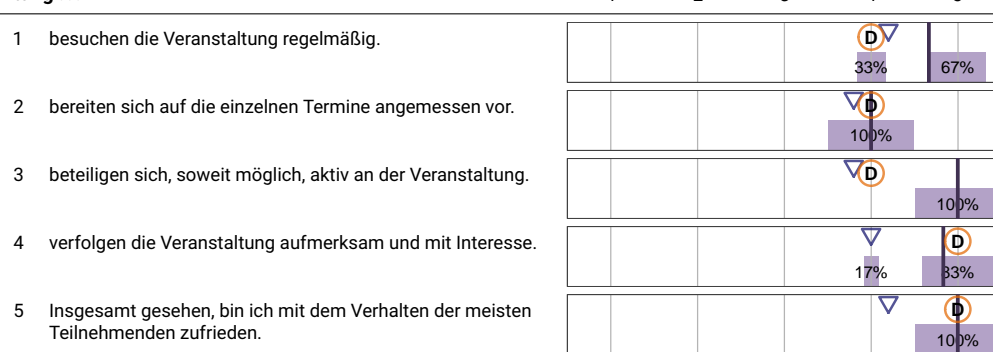 1 besuchen die Veranstaltung regelmäßig.
D
33% 67%
2 bereiten sich auf die einzelnen Termine angemessen vor.
D
100%
3 beteiligen sich, soweit möglich, aktiv an der Veranstaltung.
D
100%
4 verfolgen die Veranstaltung aufmerksam und mit Interesse.
D
17% 83%
5 Insgesamt gesehen, bin ich mit dem Verhalten der meisten
Teilnehmenden zufrieden.
D
100%